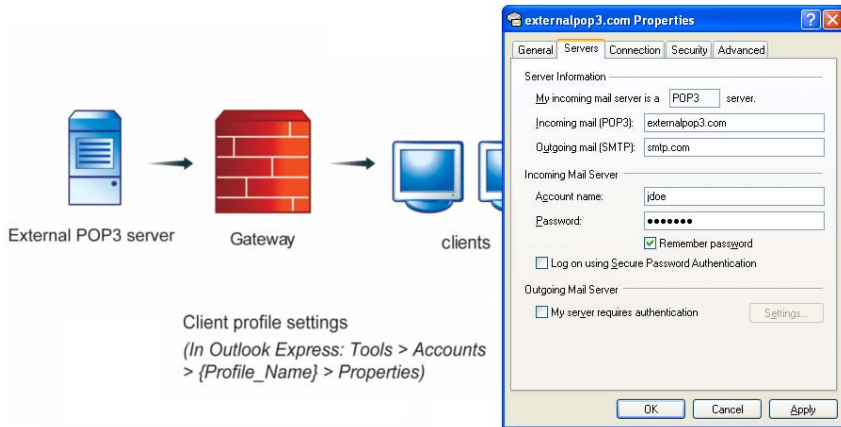 External POP3 server
Gateway
clients
Client profile settings
(In Outlook Express: Tools > Accounts
> {Profile_Name} > Properties)
externalpop3.com Properties
General Servers Connection Security Advanced
Server Information
My incoming mail server is a POP3 server.
Incoming mail (POP3): externalpop3.com
Outgoing mail (SMTP): smtp.com
Incoming Mail Server
Account name: jdoe
Password: ●●●●●●●
Remember password
Log on using Secure Password Authentication
Outgoing Mail Server
My server requires authentication Settings...
OK Cancel Apply